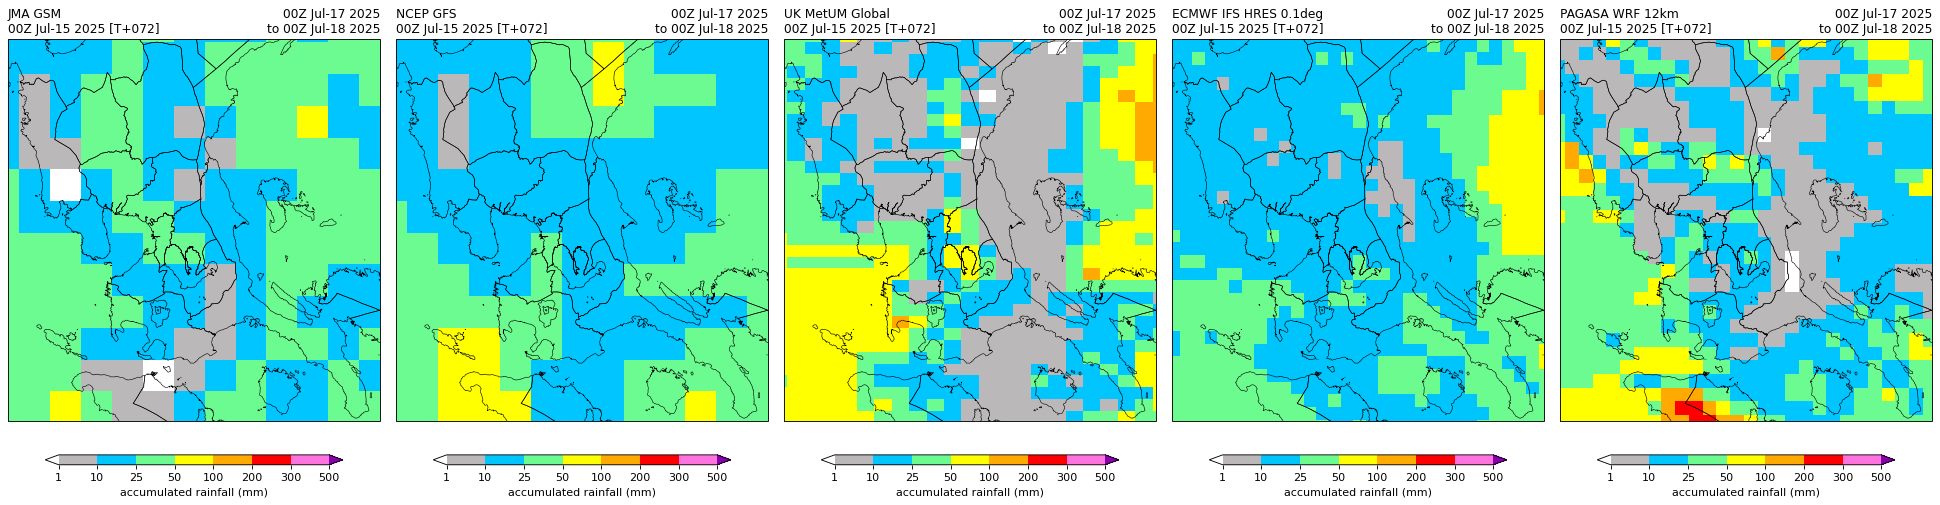 JMA GSM 00Z Jul-17 2025
00Z Jul-15 2025 [T+072] to 00Z Jul-18 2025
NCEP GFS 00Z Jul-17 2025
00Z Jul-15 2025 [T+072] to 00Z Jul-18 2025
UK MetUM Global 00Z Jul-17 2025
00Z Jul-15 2025 [T+072] to 00Z Jul-18 2025
ECMWF IFS HRES 0.1deg 00Z Jul-17 2025
00Z Jul-15 2025 [T+072] to 00Z Jul-18 2025
PAGASA WRF 12km 00Z Jul-17 2025
00Z Jul-15 2025 [T+072] to 00Z Jul-18 2025
1 10 25 50 100 200 300 500
accumulated rainfall (mm)
1 10 25 50 100 200 300 500
accumulated rainfall (mm)
1 10 25 50 100 200 300 500
accumulated rainfall (mm)
1 10 25 50 100 200 300 500
accumulated rainfall (mm)
1 10 25 50 100 200 300 500
accumulated rainfall (mm)